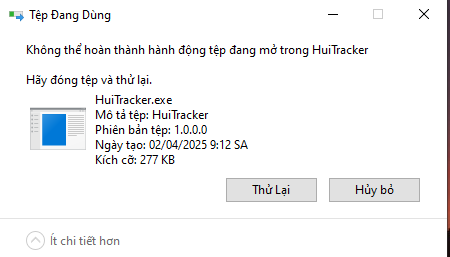 Tệp Đang Dùng
Không thể hoàn thành hành động tệp đang mở trong HuiTracker
Hãy đóng tệp và thử lại.
HuiTracker.exe
Mô tả tệp: HuiTracker
Phiên bản tệp: 1.0.0.0
Ngày tạo: 02/04/2025 9:12 SA
Kích cỡ: 277 KB
Thử Lại
Hủy bỏ
Ít chi tiết hơn